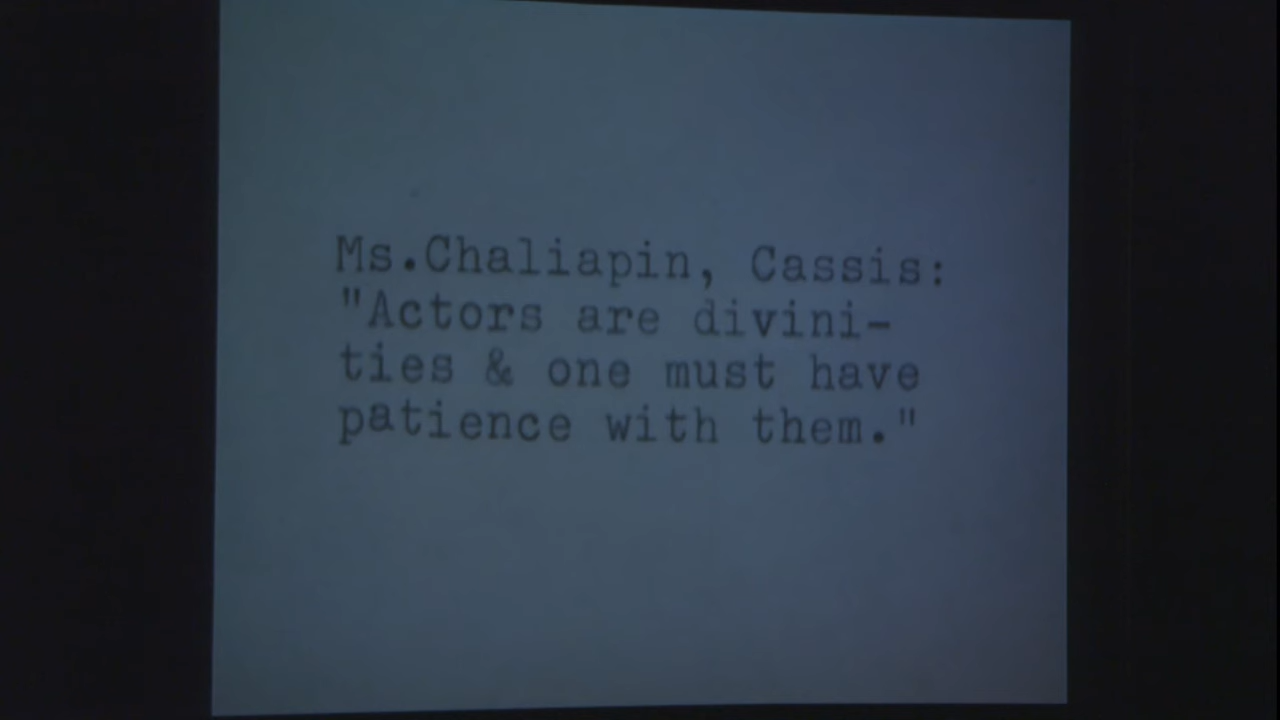 Ms.Chaliapin, Cassis:
"Actors are divini-
ties & one must have
patience with them."